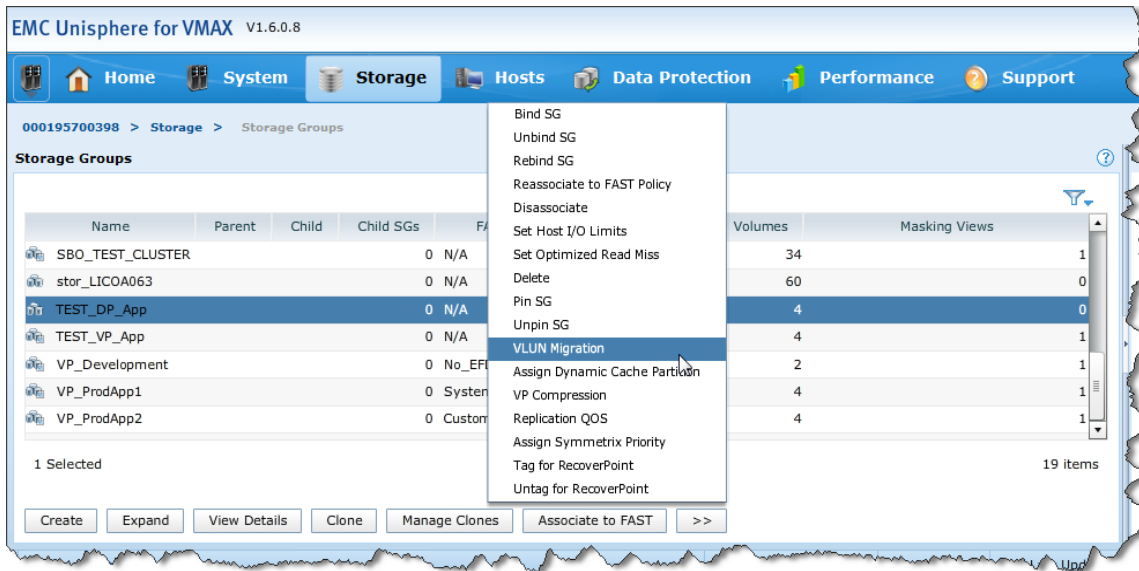 EMC Unisphere for VMAX V1.6.0.8
Home System Storage Hosts Data Protection Performance Support
000195700398 > Storage > Storage Groups
Storage Groups
Name Parent Child Child SGs FA Volumes Masking Views
SBO_TEST_CLUSTER 0 N/A 34 1
stor_LICOA063 0 N/A 60 0
TEST_DP_App 0 N/A 4 0
TEST_VP_App 0 N/A 4 1
VP_Development 0 No_EF 2 1
VP_ProdApp1 0 System 4 1
VP_ProdApp2 0 Custom 4 1
Bind SG
Unbind SG
Rebind SG
Reassociate to FAST Policy
Disassociate
Set Host I/O Limits
Set Optimized Read Miss
Delete
Pin SG
Unpin SG
VLUN Migration
Assign Dynamic Cache Partition
VP Compression
Replication QOS
Assign Symmetrix Priority
Tag for RecoverPoint
Untag for RecoverPoint
1 Selected 19 items
Create Expand View Details Clone Manage Clones Associate to FAST >>